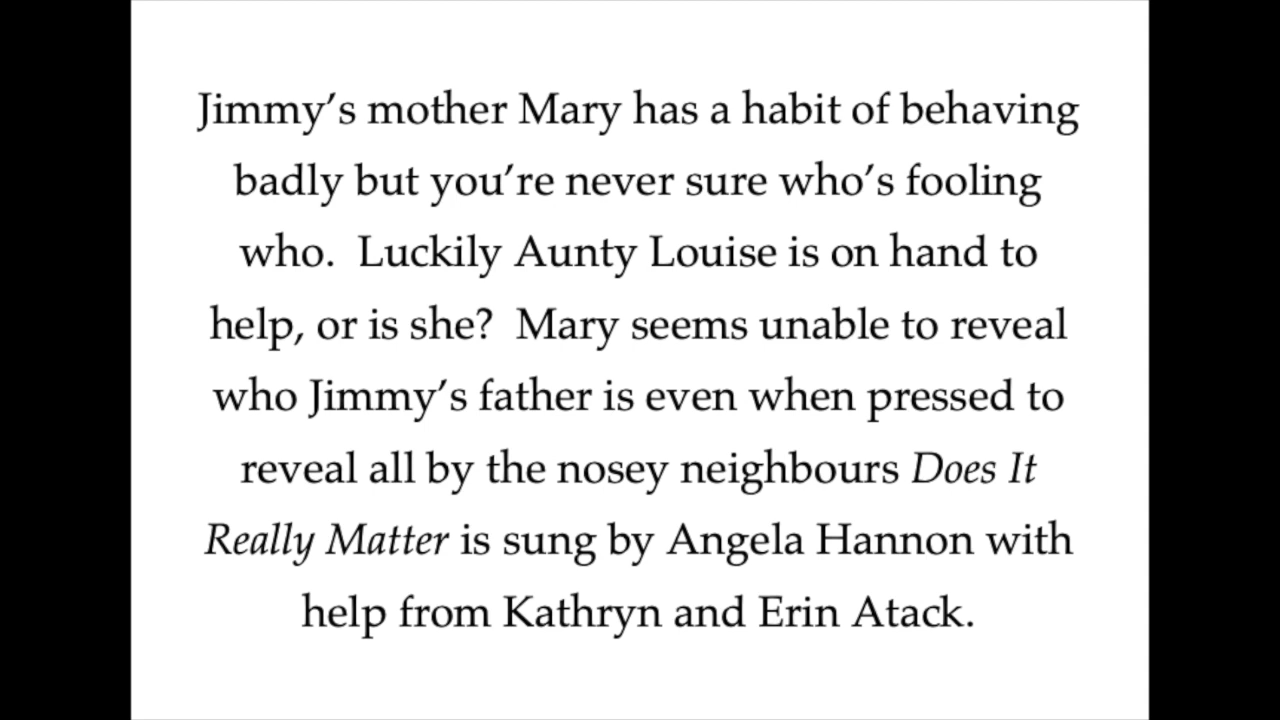 Jimmy’s mother Mary has a habit of behaving
badly but you’re never sure who’s fooling
who.  Luckily Aunty Louise is on hand to
help, or is she?  Mary seems unable to reveal
who Jimmy’s father is even when pressed to
reveal all by the nosey neighbours Does It
Really Matter is sung by Angela Hannon with
help from Kathryn and Erin Atack.